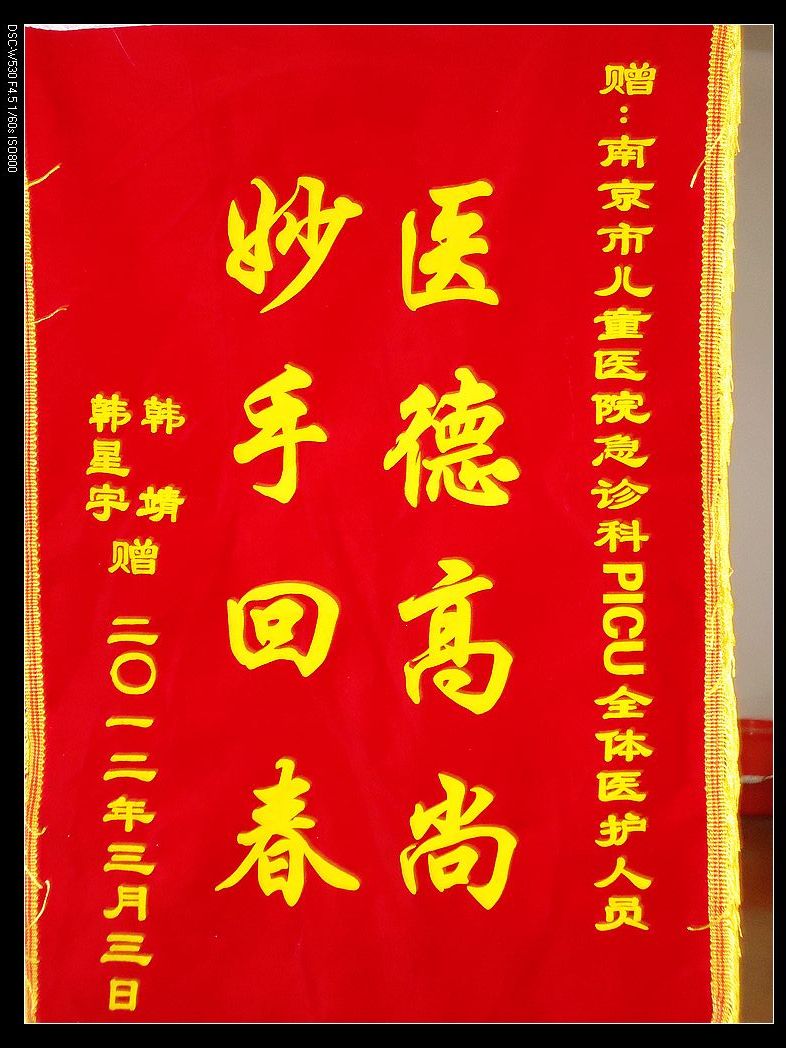 赠:南京市儿童医院急诊科PICU全体医护人员
医德高尚
妙手回春
韩靖
韩星宇
赠
二〇一二年三月三日
DSC-W530 F4.5 1/60s ISO800